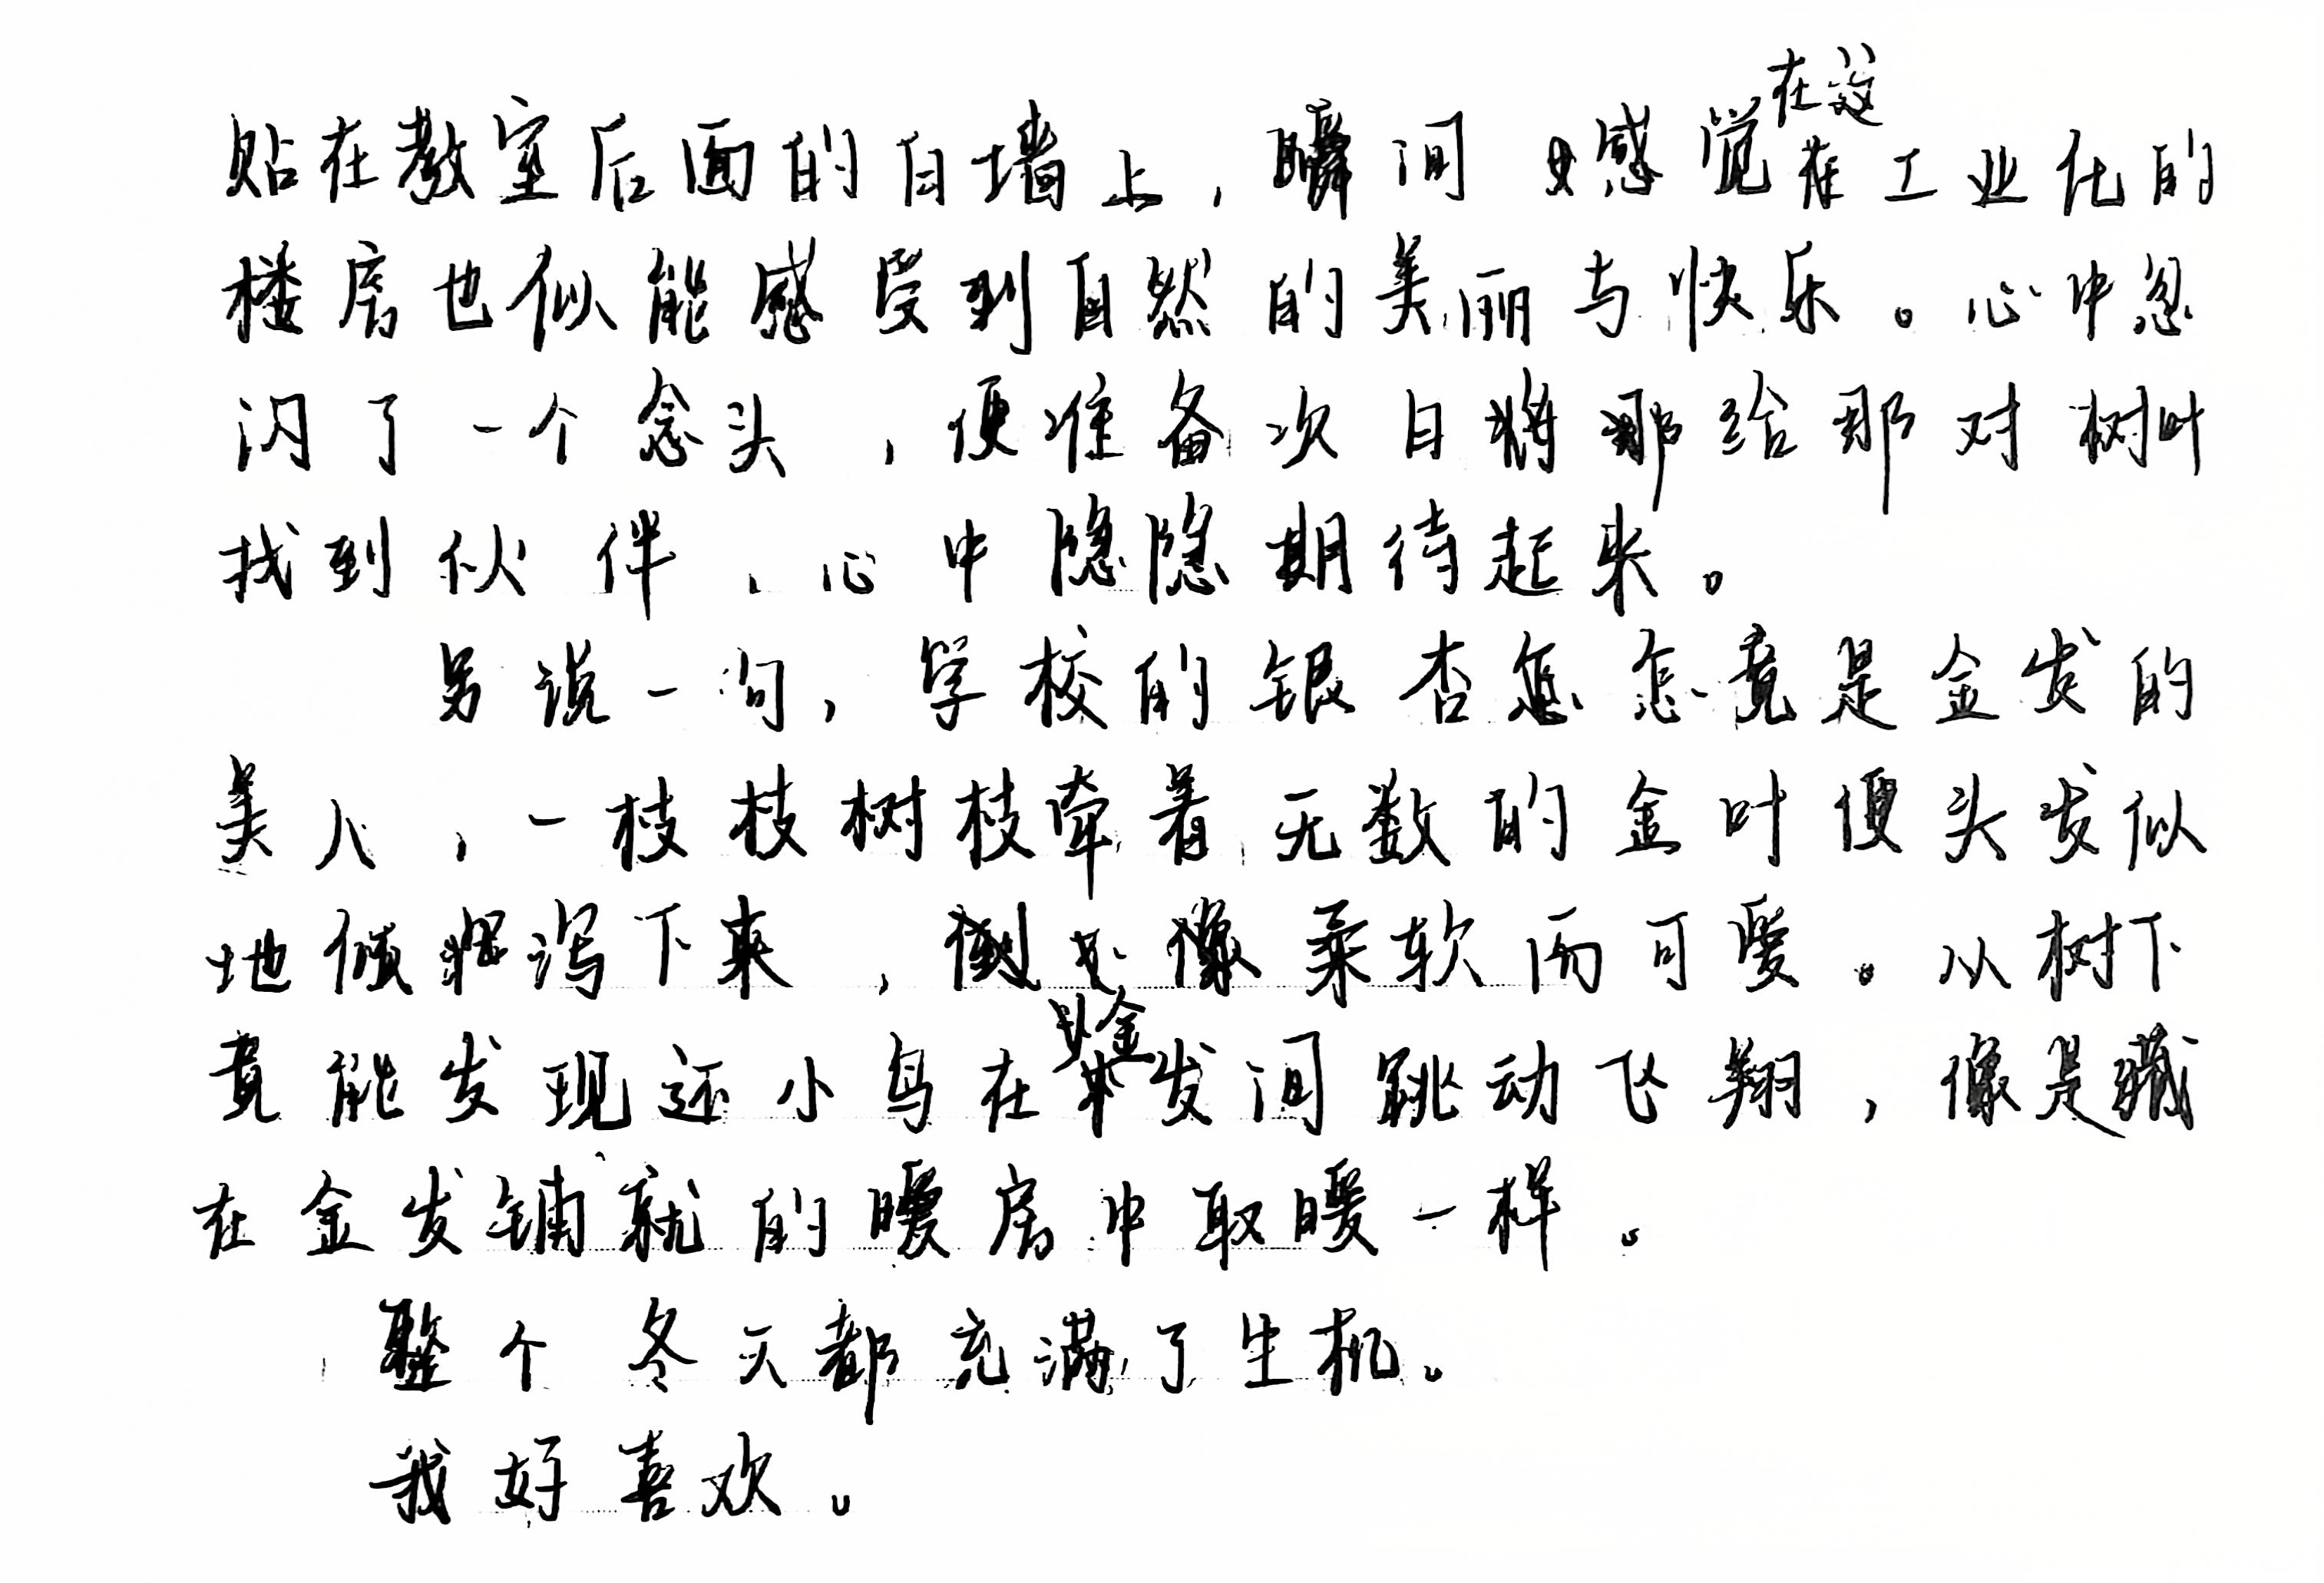 贴在教室后面的白墙上，瞬间感觉在这工业化的
楼房也似能感受到自然的美丽与快乐。心中忽
闪了一个念头，便准备次日将给那对树叶
找到伙伴，心中隐隐期待起来。
另说一句，学校的银杏怎竟是金发的
美人，一枝枝树枝牵着无数的金叶便头发似
地倾泻下来，像柔软而可爱。从树下
竟能发现还小鸟在金发间跳动飞翔，像是藏
在金发铺就的暖房中取暖一样。
整个冬天都充满了生机。
我好喜欢。